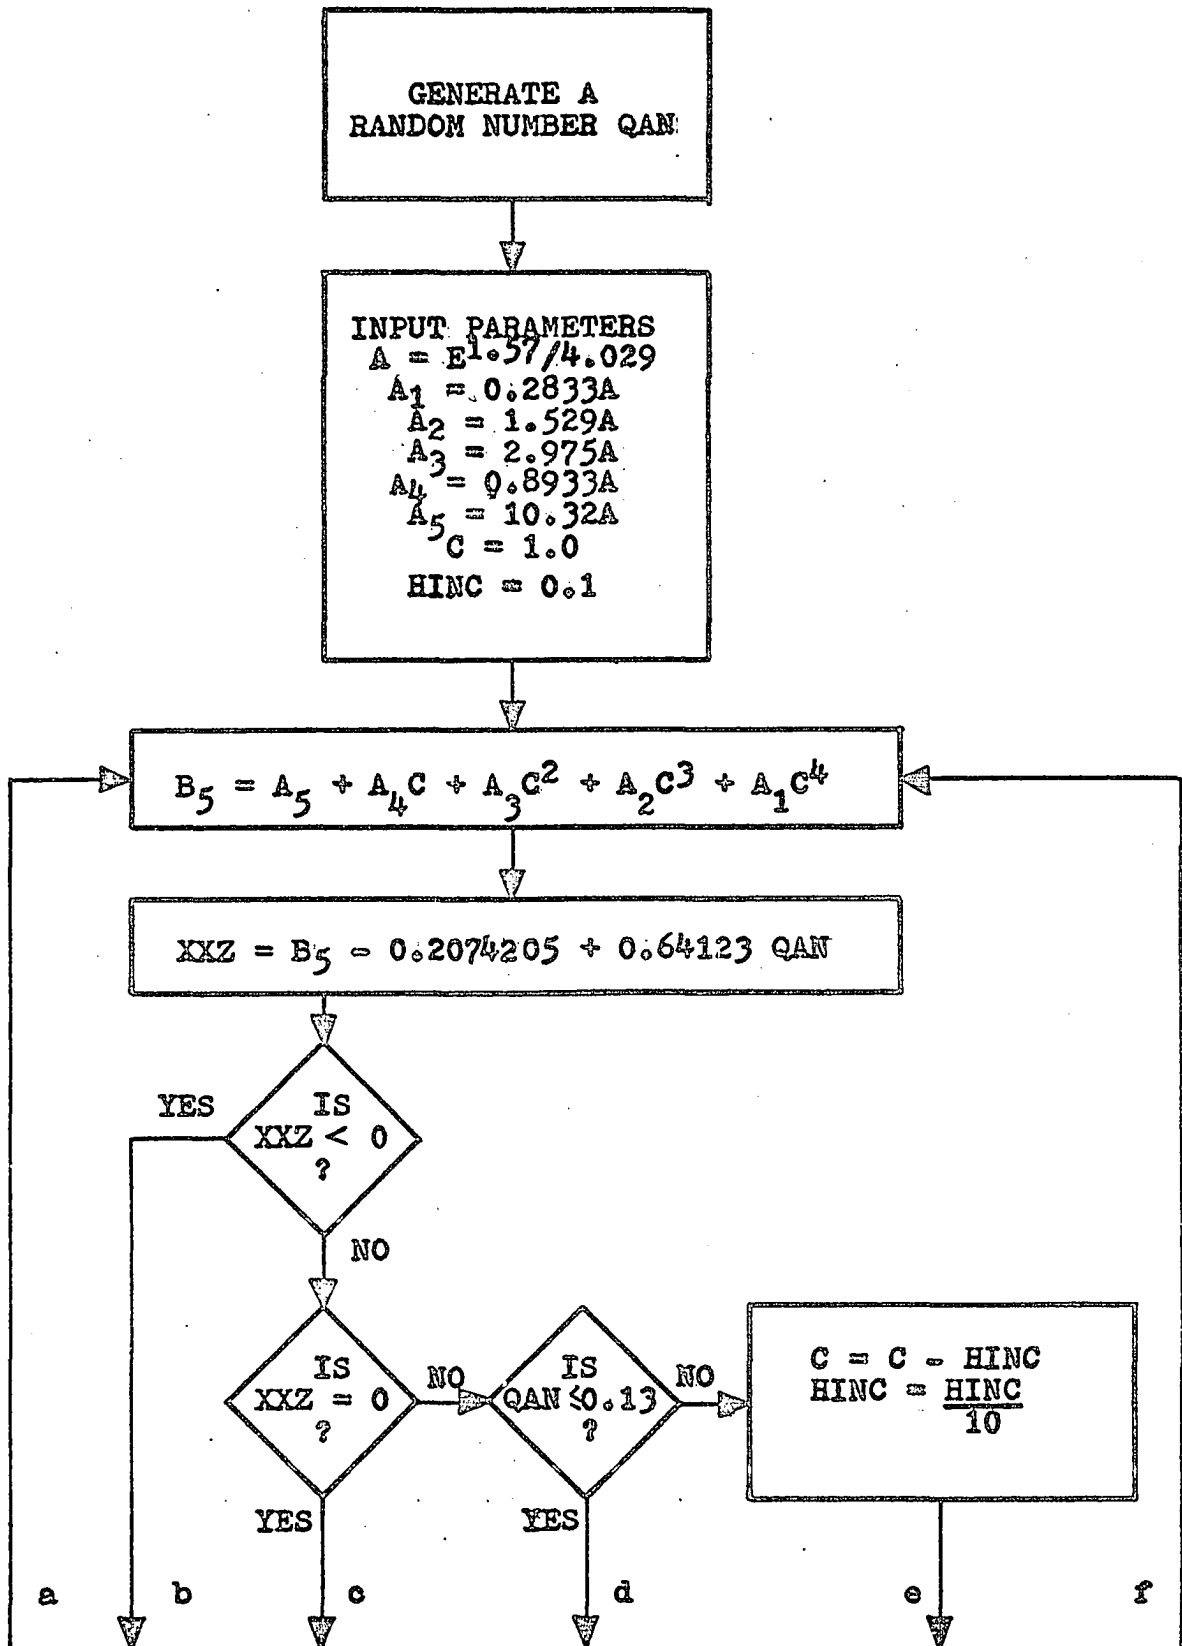 GENERATE A
RANDOM NUMBER QAN
INPUT PARAMETERS
A = E^1.57/4.029
A1 = 0.2833A
A2 = 1.529A
A3 = 2.975A
A4 = 0.8933A
A5 = 10.32A
C = 1.0
HINC = 0.1
B5 = A5 + A4C + A3C² + A2C³ + A1C⁴
XXZ = B5 - 0.2074205 + 0.64123 QAN
YES
IS
XXZ < 0
?
NO
IS
XXZ = 0
?
NO
IS
QAN ≤0.13
?
NO
C = C - HINC
HINC = HINC
10
YES
YES
a
b
c
d
e
f